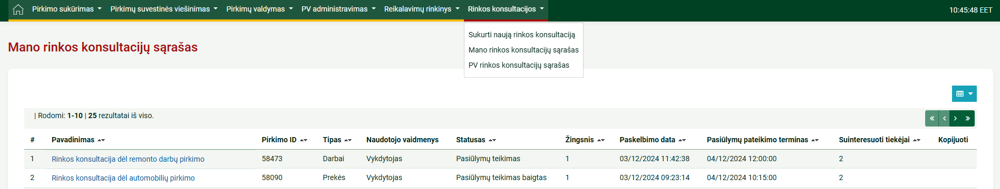 Pirkimo sukūrimas Pirkimų suvestinės viešinimas Pirkimų valdymas PV administravimas Reikalavimų rinkinys Rinkos konsultacijos 10:45:48 EET
Sukurti naują rinkos konsultaciją
Mano rinkos konsultacijų sąrašas
PV rinkos konsultacijų sąrašas
Mano rinkos konsultacijų sąrašas
| Rodomi: 1-10 | 25 rezultatai iš viso.
# Pavadinimas Pirkimo ID Tipas Naudotojo vaidmenys Statusas Žingsnis Paskelbimo data Pasiūlymų pateikimo terminas Suinteresuoti tiekėjai Kopijuoti
1 Rinkos konsultacija dėl remonto darbų pirkimo 58473 Darbai Vykdytojas Pasiūlymų teikimas 1 03/12/2024 11:42:38 04/12/2024 12:00:00 2
2 Rinkos konsultacija dėl automobilių pirkimo 58090 Prekės Vykdytojas Pasiūlymų teikimas baigtas 1 03/12/2024 09:23:14 04/12/2024 10:15:00 2